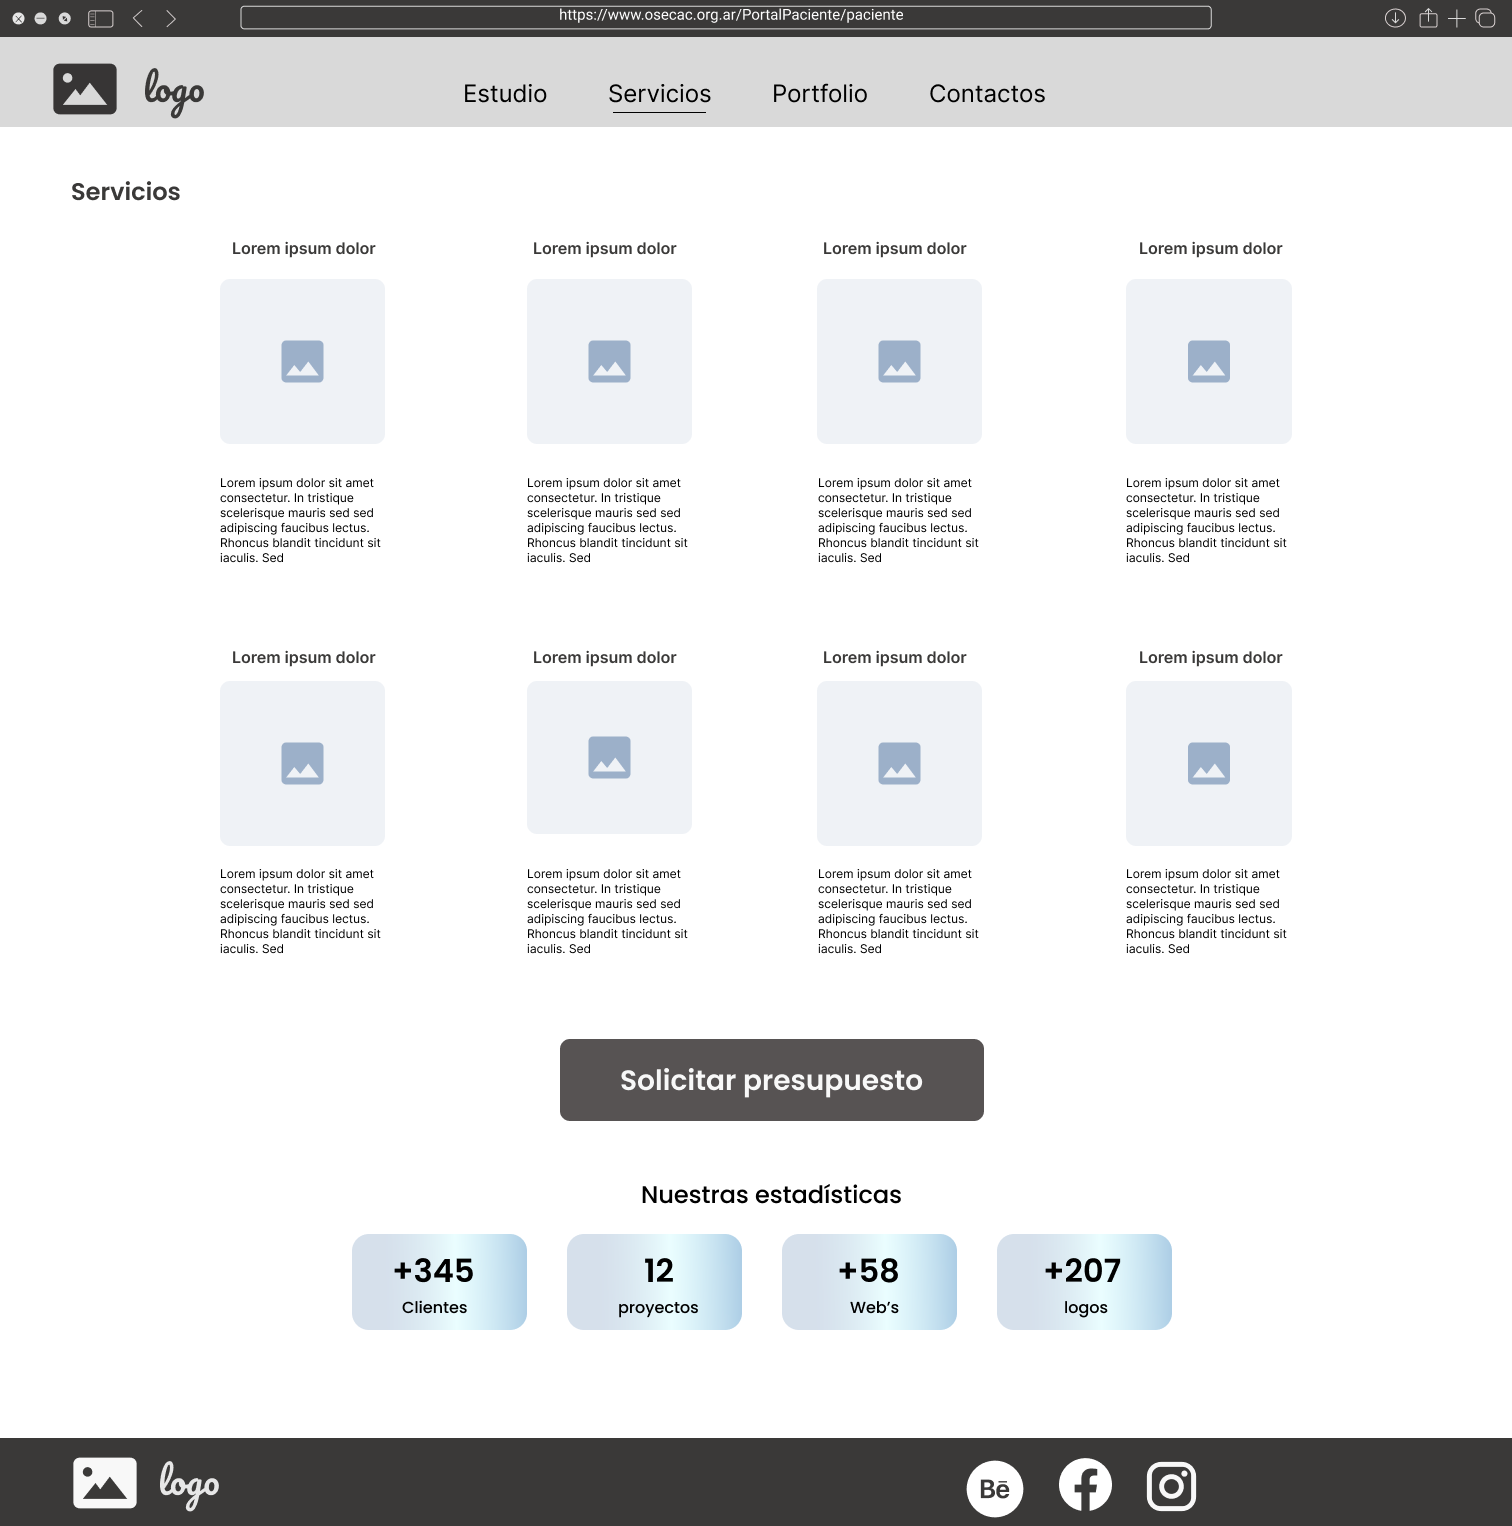 https://www.osecac.org.ar/PortalPaciente/paciente
logo
Estudio Servicios Portfolio Contactos
Servicios
Lorem ipsum dolor
Lorem ipsum dolor sit amet
consectetur. In tristique
scelerisque mauris sed sed
adipiscing faucibus lectus.
Rhoncus blandit tincidunt sit
iaculis. Sed
Lorem ipsum dolor
Lorem ipsum dolor sit amet
consectetur. In tristique
scelerisque mauris sed sed
adipiscing faucibus lectus.
Rhoncus blandit tincidunt sit
iaculis. Sed
Lorem ipsum dolor
Lorem ipsum dolor sit amet
consectetur. In tristique
scelerisque mauris sed sed
adipiscing faucibus lectus.
Rhoncus blandit tincidunt sit
iaculis. Sed
Lorem ipsum dolor
Lorem ipsum dolor sit amet
consectetur. In tristique
scelerisque mauris sed sed
adipiscing faucibus lectus.
Rhoncus blandit tincidunt sit
iaculis. Sed
Lorem ipsum dolor
Lorem ipsum dolor sit amet
consectetur. In tristique
scelerisque mauris sed sed
adipiscing faucibus lectus.
Rhoncus blandit tincidunt sit
iaculis. Sed
Lorem ipsum dolor
Lorem ipsum dolor sit amet
consectetur. In tristique
scelerisque mauris sed sed
adipiscing faucibus lectus.
Rhoncus blandit tincidunt sit
iaculis. Sed
Lorem ipsum dolor
Lorem ipsum dolor sit amet
consectetur. In tristique
scelerisque mauris sed sed
adipiscing faucibus lectus.
Rhoncus blandit tincidunt sit
iaculis. Sed
Lorem ipsum dolor
Lorem ipsum dolor sit amet
consectetur. In tristique
scelerisque mauris sed sed
adipiscing faucibus lectus.
Rhoncus blandit tincidunt sit
iaculis. Sed
Solicitar presupuesto
Nuestras estadísticas
+345
Clientes
12
proyectos
+58
Web’s
+207
logos
logo
Bē